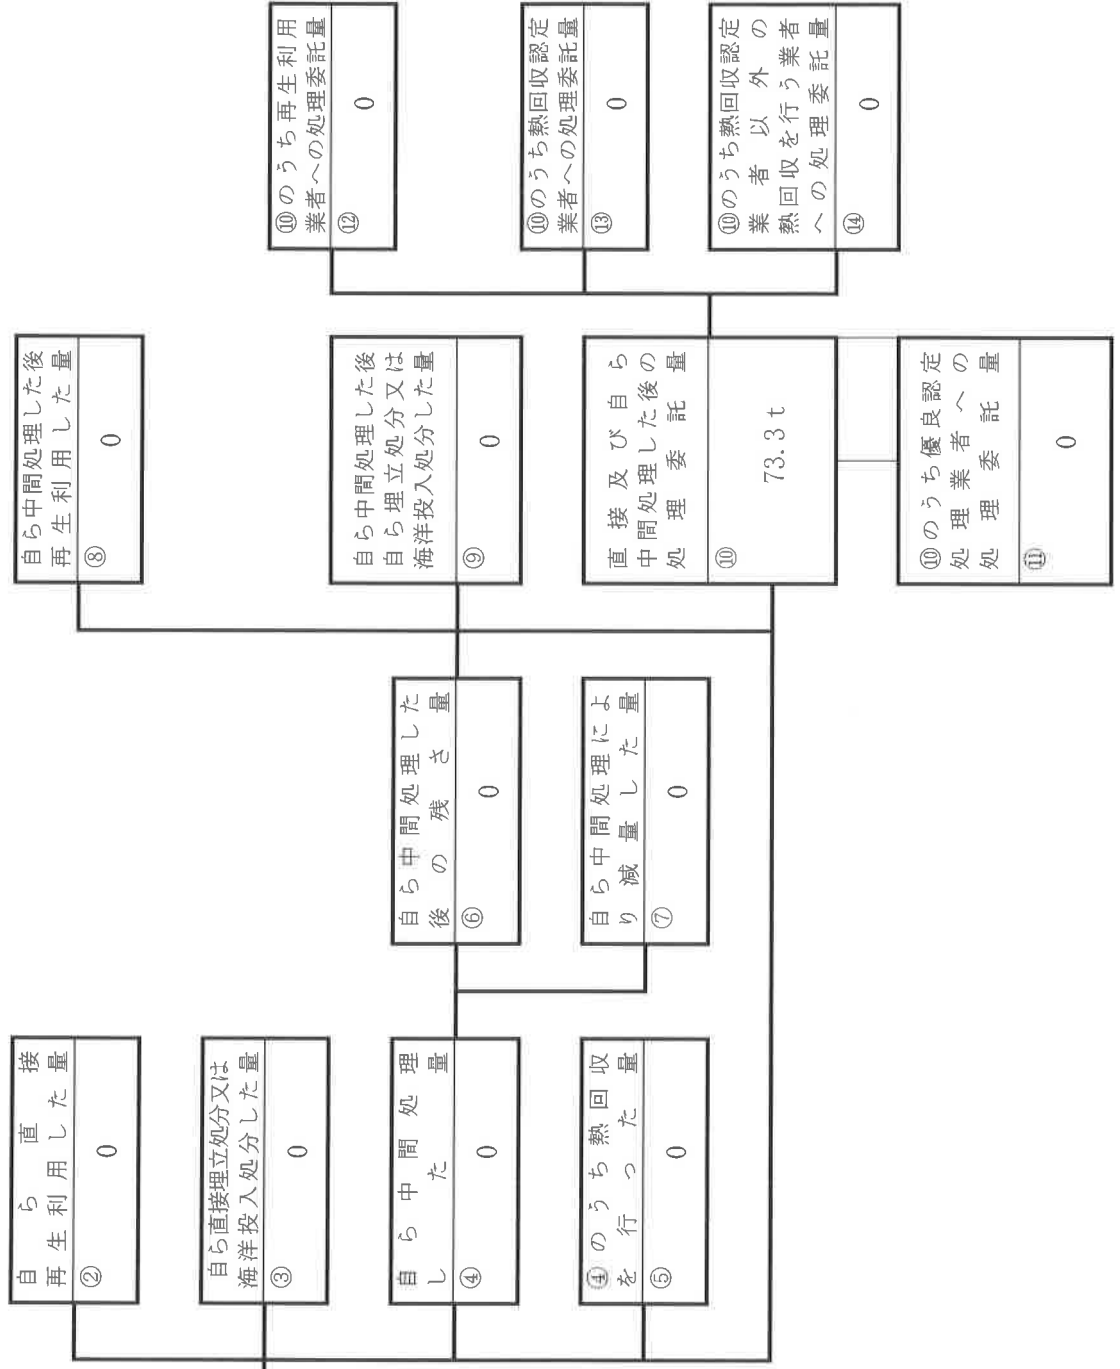 自ら直接
再生利用した量
② 0
自ら直接埋立処分又は
海洋投入処分した量
③ 0
自ら中間処理
した量
④ 0
④のうち熱回収
を行った量
⑤ 0
自ら中間処理した
後の残さ量
⑥ 0
自ら中間処理によ
り減量した量
⑦ 0
自ら中間処理した後
再生利用した量
⑧ 0
自ら中間処理した後
自ら埋立処分又は
海洋投入処分した量
⑨ 0
直接及び自ら
中間処理した後の
処理委託量
⑩ 73.3t
⑩のうち優良認定
処理業者への
処理委託量
⑪ 0
⑩のうち再生利用
業者への処理委託量
⑫ 0
⑩のうち熱回収認定
業者への処理委託量
⑬ 0
⑩のうち熱回収認定
業者以外の
熱回収を行う業者
への処理委託量
⑭ 0